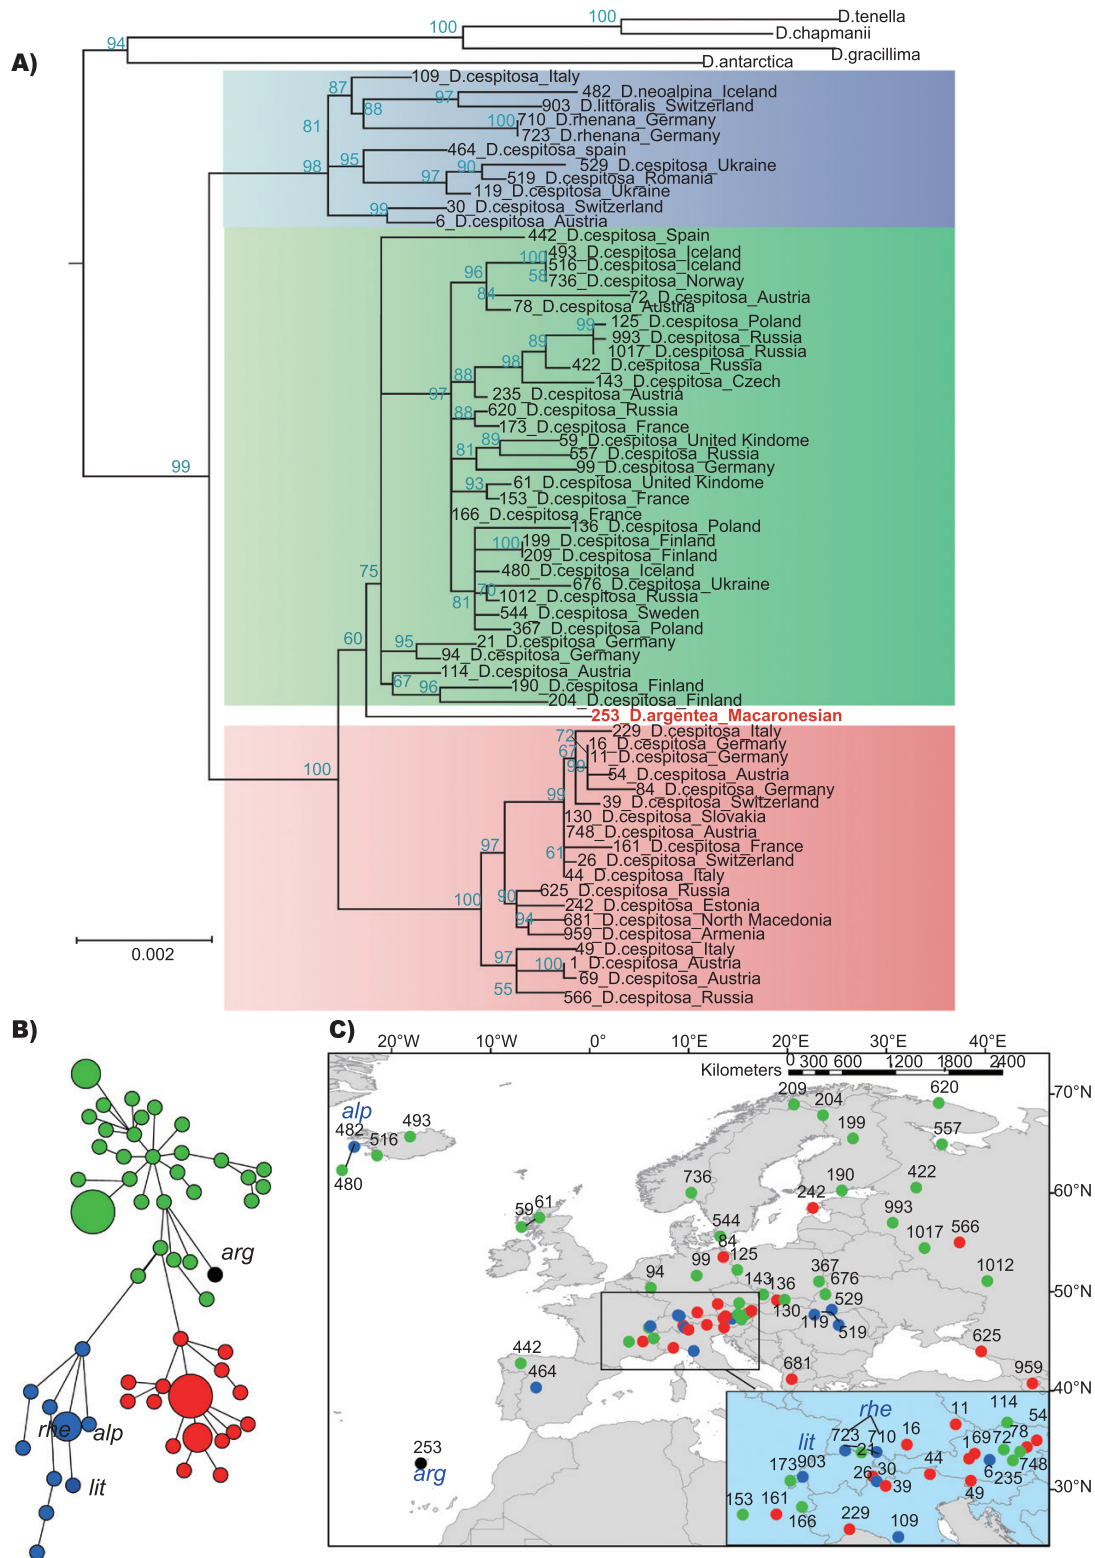 A)
100 D.tenella
100 D.chapmanii
94 D.gracillima
D.antarctica
109_D.cespitosa_Italy
87
97 482_D.neoalpina_Iceland
88 903_D.littoralis_Switzerland
100 710_D.rhenana_Germany
81 723_D.rhenana_Germany
464_D.cespitosa_spain
95
98 90 529_D.cespitosa_Ukraine
97 519_D.cespitosa_Romania
119_D.cespitosa_Ukraine
99 30_D.cespitosa_Switzerland
6_D.cespitosa_Austria
442_D.cespitosa_Spain
493_D.cespitosa_Iceland
100 516_D.cespitosa_Iceland
96 58 736_D.cespitosa_Norway
84 72_D.cespitosa_Austria
78_D.cespitosa_Austria
99 125_D.cespitosa_Poland
89 993_D.cespitosa_Russia
1017_D.cespitosa_Russia
98 422_D.cespitosa_Russia
88 143_D.cespitosa_Czech
97 235_D.cespitosa_Austria
88 620_D.cespitosa_Russia
173_D.cespitosa_France
89 59_D.cespitosa_United Kindome
81 557_D.cespitosa_Russia
99_D.cespitosa_Germany
99
93 61_D.cespitosa_United Kindome
153_D.cespitosa_France
166_D.cespitosa_France
136_D.cespitosa_Poland
100 199_D.cespitosa_Finland
209_D.cespitosa_Finland
75 480_D.cespitosa_Iceland
70 676_D.cespitosa_Ukraine
81 1012_D.cespitosa_Russia
544_D.cespitosa_Sweden
367_D.cespitosa_Poland
60 95 21_D.cespitosa_Germany
94_D.cespitosa_Germany
114_D.cespitosa_Austria
67 96 190_D.cespitosa_Finland
204_D.cespitosa_Finland
253_D.argentea_Macaronesian
72 229_D.cespitosa_Italy
67 16_D.cespitosa_Germany
99 11_D.cespitosa_Germany
100 54_D.cespitosa_Austria
84_D.cespitosa_Germany
99 39_D.cespitosa_Switzerland
130_D.cespitosa_Slovakia
748_D.cespitosa_Austria
97 61 161_D.cespitosa_France
26_D.cespitosa_Switzerland
44_D.cespitosa_Italy
100 90 625_D.cespitosa_Russia
242_D.cespitosa_Estonia
94 681_D.cespitosa_North Macedonia
959_D.cespitosa_Armenia
0.002
97 49_D.cespitosa_Italy
100 1_D.cespitosa_Austria
69_D.cespitosa_Austria
55 566_D.cespitosa_Russia
B)
arg
rhe alp
lit
C)
20°W 10°W 0° 10°E 20°E 30°E 40°E
Kilometers 0 300 600 1200 1800 2400
70°N
60°N
50°N
40°N
30°N
alp
482 493
516
480
209 204 620
199 557
736 190 422
242
59 61 993
544 1017 566
84
94 99 125 367 1012
143 136 676
130 529
119 519
442 625
464 681 959
253
arg
rhe 11 114
54
lit 723 710 16 1 69 72 78
21
173 903 26 30 44 6 748
39 235
153 161 49
166 229 109